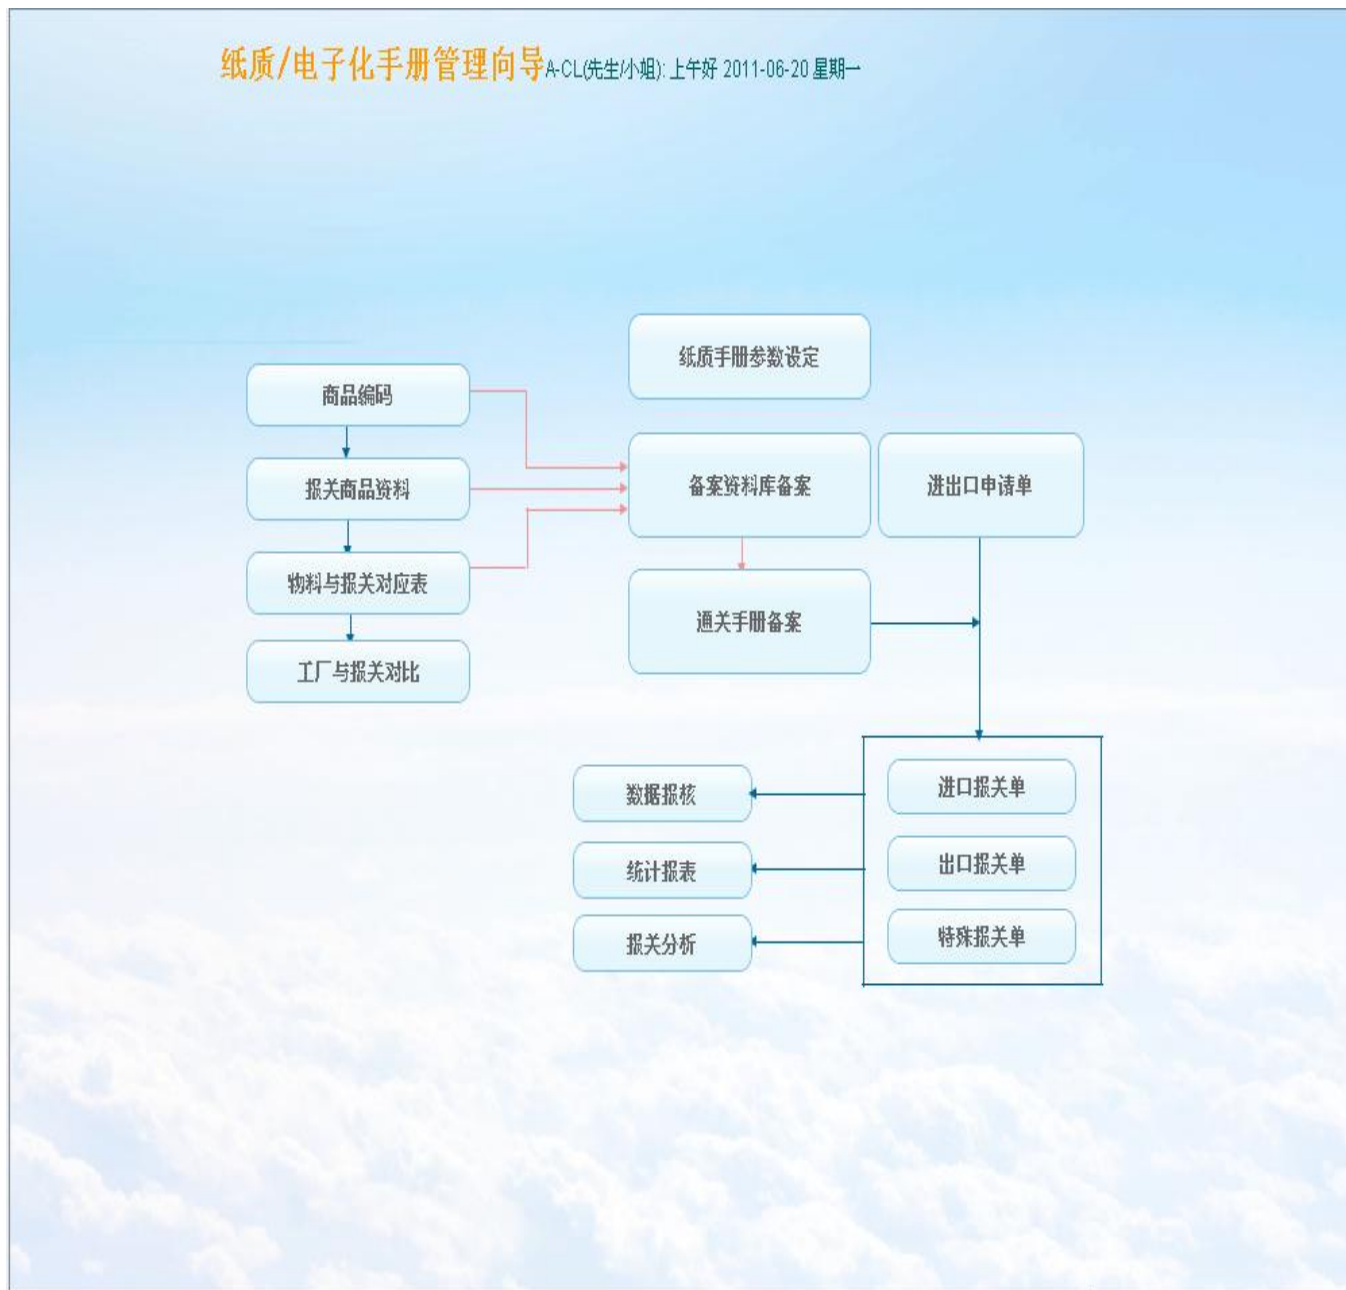 纸质/电子化手册管理向导A-CL(先生/小姐): 上午好 2011-06-20 星期一
纸质手册参数设定
商品编码
报关商品资料
备案资料库备案
进出口申请单
物料与报关对应表
通关手册备案
工厂与报关对比
进口报关单
数据报核
出口报关单
统计报表
特殊报关单
报关分析